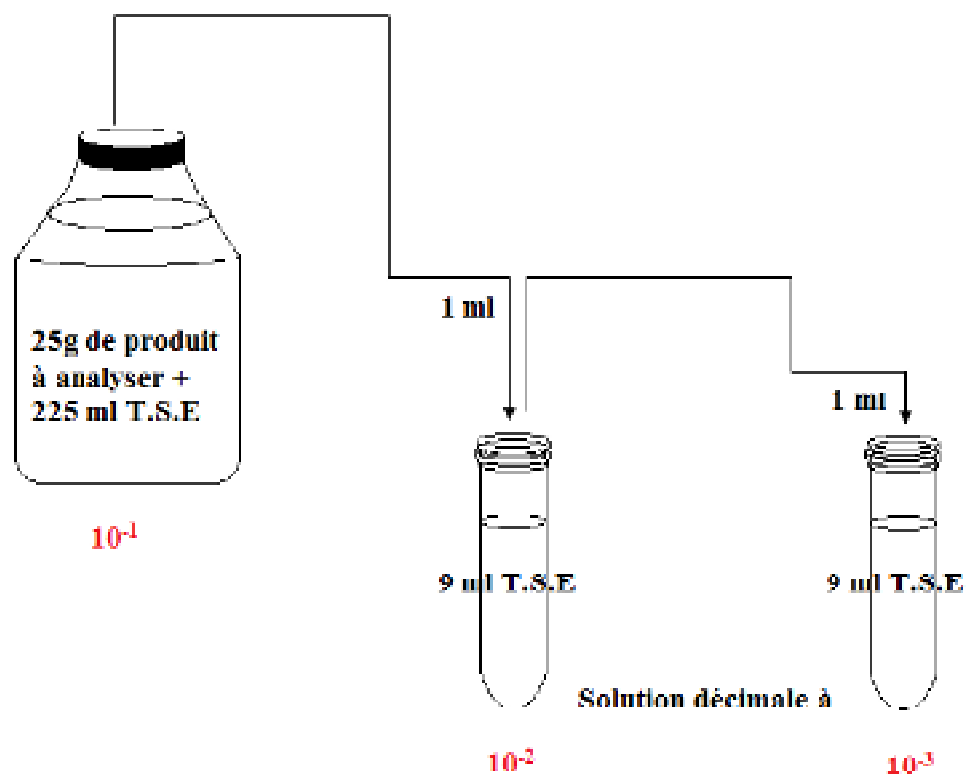 1 ml
25g de produit
à analyser +
225 ml T.S.E
1 ml
10⁻¹
9 ml T.S.E
9 ml T.S.E
Solution décimale à
10⁻²
10⁻³